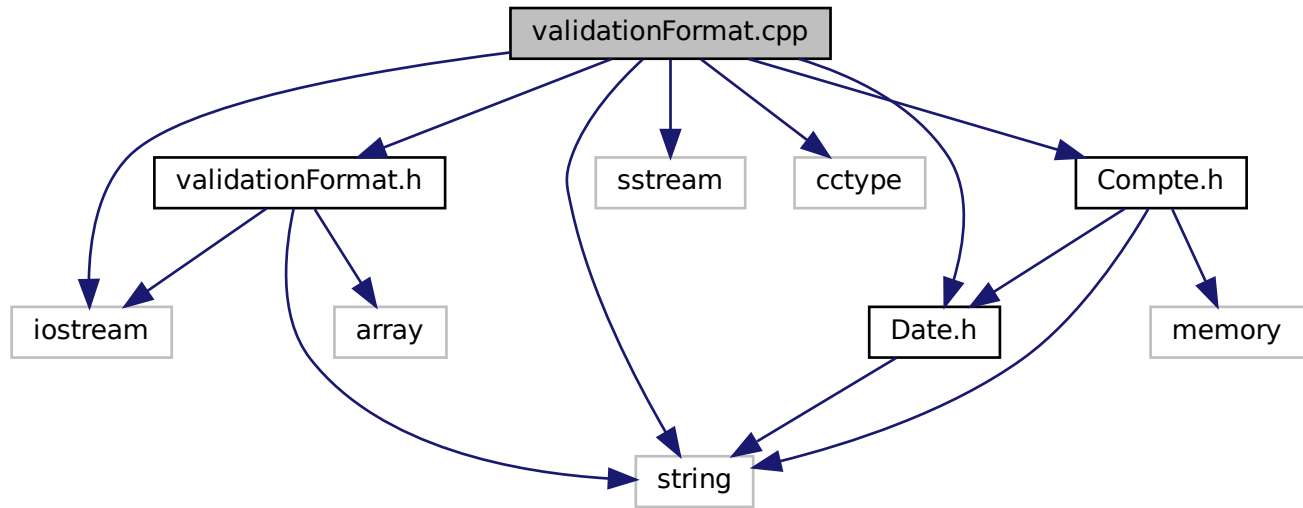 validationFormat.cpp
validationFormat.h
sstream
cctype
Compte.h
iostream
array
Date.h
memory
string